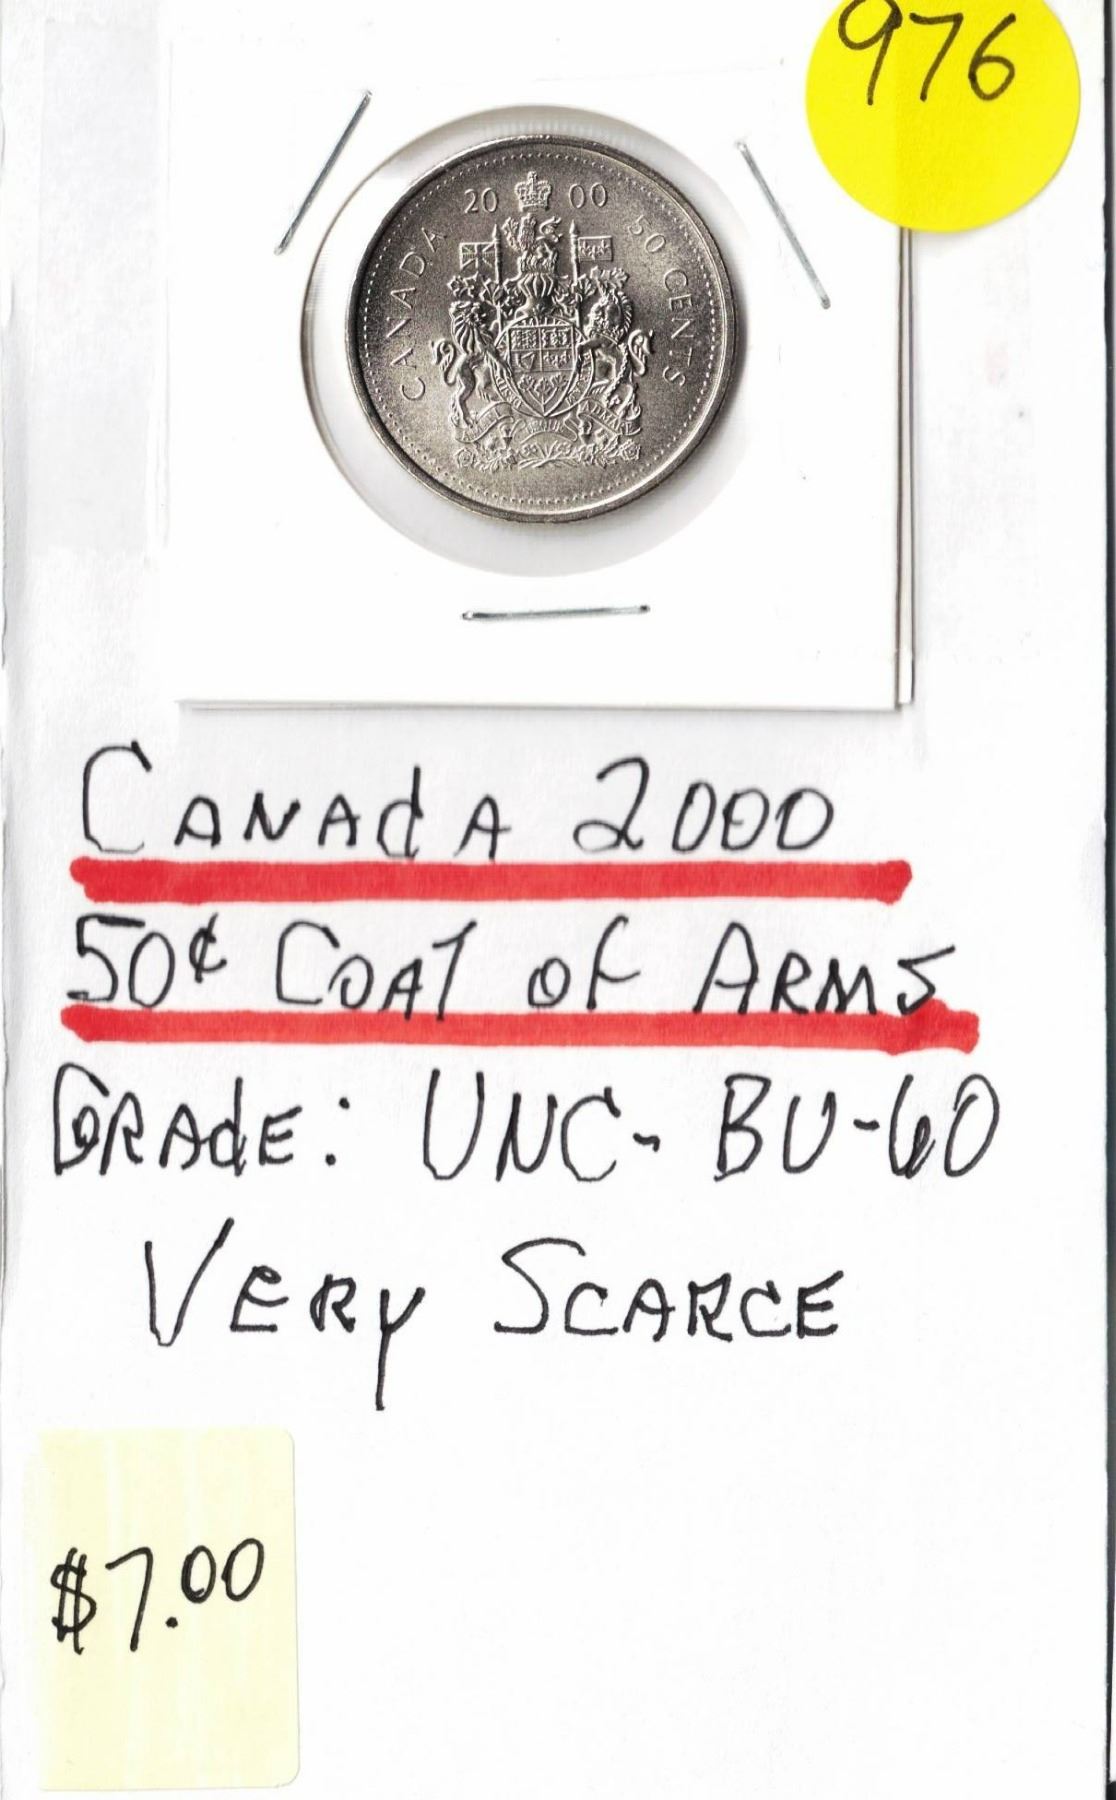 976
20 00
CANADA
50 CENTS
CANAdA 2000
50¢ COAT OF ARMS
GRAdE: UNC- BU-60
VERY SCARCE
$7.00